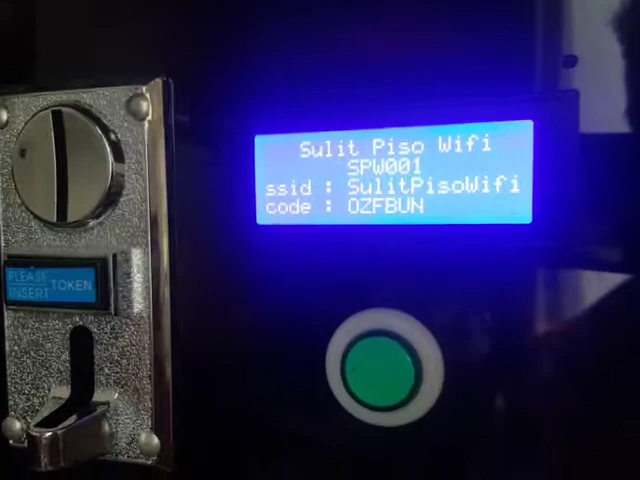 Sulit Piso Wifi
SPW001
ssid : SulitPisoWifi
code : OZFBUN
PLEASE
INSERT TOKEN